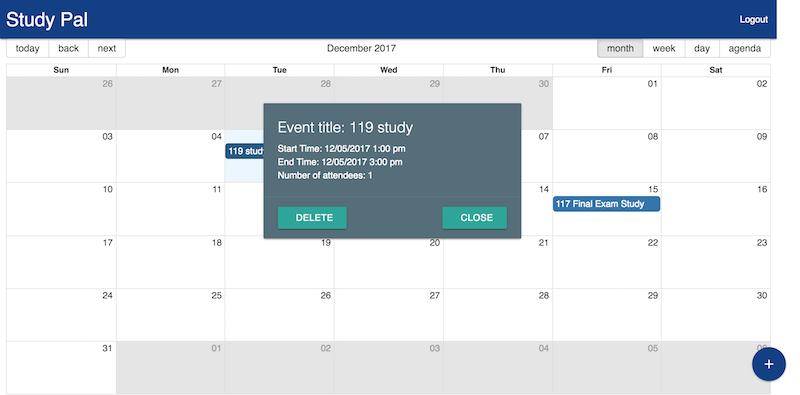 Study Pal Logout
today back next December 2017 month week day agenda
Sun Mon Tue Wed Thu Fri Sat
26 27 28 29 30 01 02
03 04 07 08 09
119 study
Event title: 119 study
Start Time: 12/05/2017 1:00 pm
End Time: 12/05/2017 3:00 pm
Number of attendees: 1
10 11 14 15 16
117 Final Exam Study
DELETE CLOSE
17 18 19 20 21 22 23
24 25 26 27 28 29 30
31 01 02 03 04 05 06
+